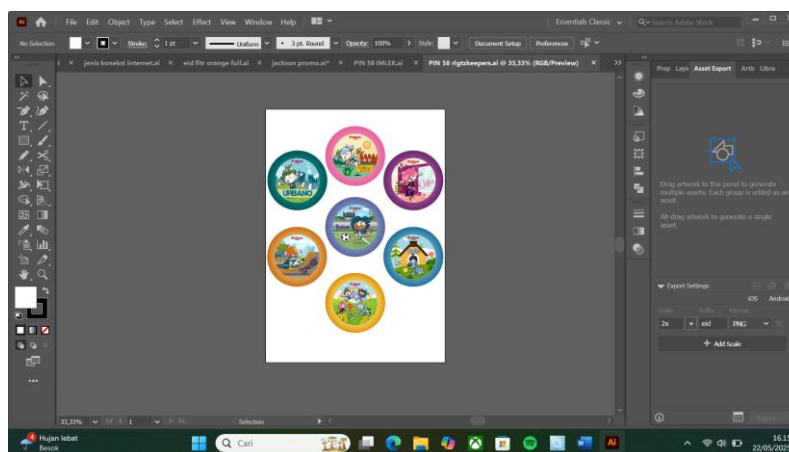 Ai File Edit Object Type Select Effect View Window Help Essentials Classic Search Adobe Stock
No Selection Stroke: 1 pt Uniform 3 pt. Round Opacity: 100% Style: Document Setup Preferences
jenis koneksi internet.ai × eid fitr orange full.ai × jackson promo.ai* × PIN 58 IMLEK.ai × PIN 58 rigtzkeepers.ai @ 33,33% (RGB/Preview) ×
Prop Laye Asset Export Artb Libra
URBANO
Drag artwork to this panel to generate
multiple assets. Each group is added as an
asset.
Alt-drag artwork to generate a single
asset.
Export Settings
iOS Android
Scale Suffix Format
2x eid PNG
+ Add Scale
33,33% 1 Selection
Export...
4 Hujan lebat
Besok
Cari
16.15
22/05/2025